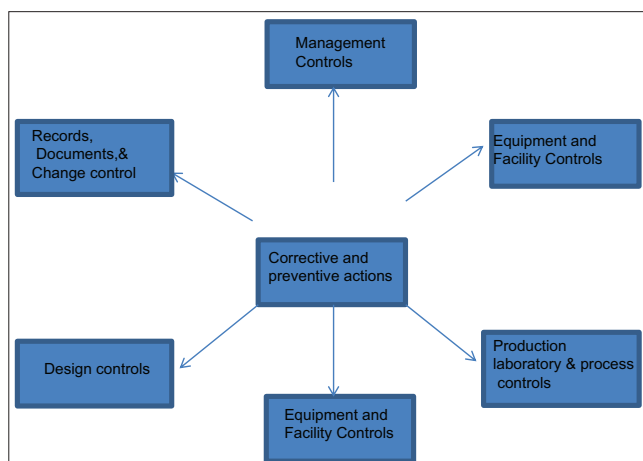 Management
Controls
Records,
Documents,& 
Change control
Equipment and
Facility Controls
Corrective and
preventive actions
Design controls
Production
laboratory & process
controls
Equipment and
Facility Controls